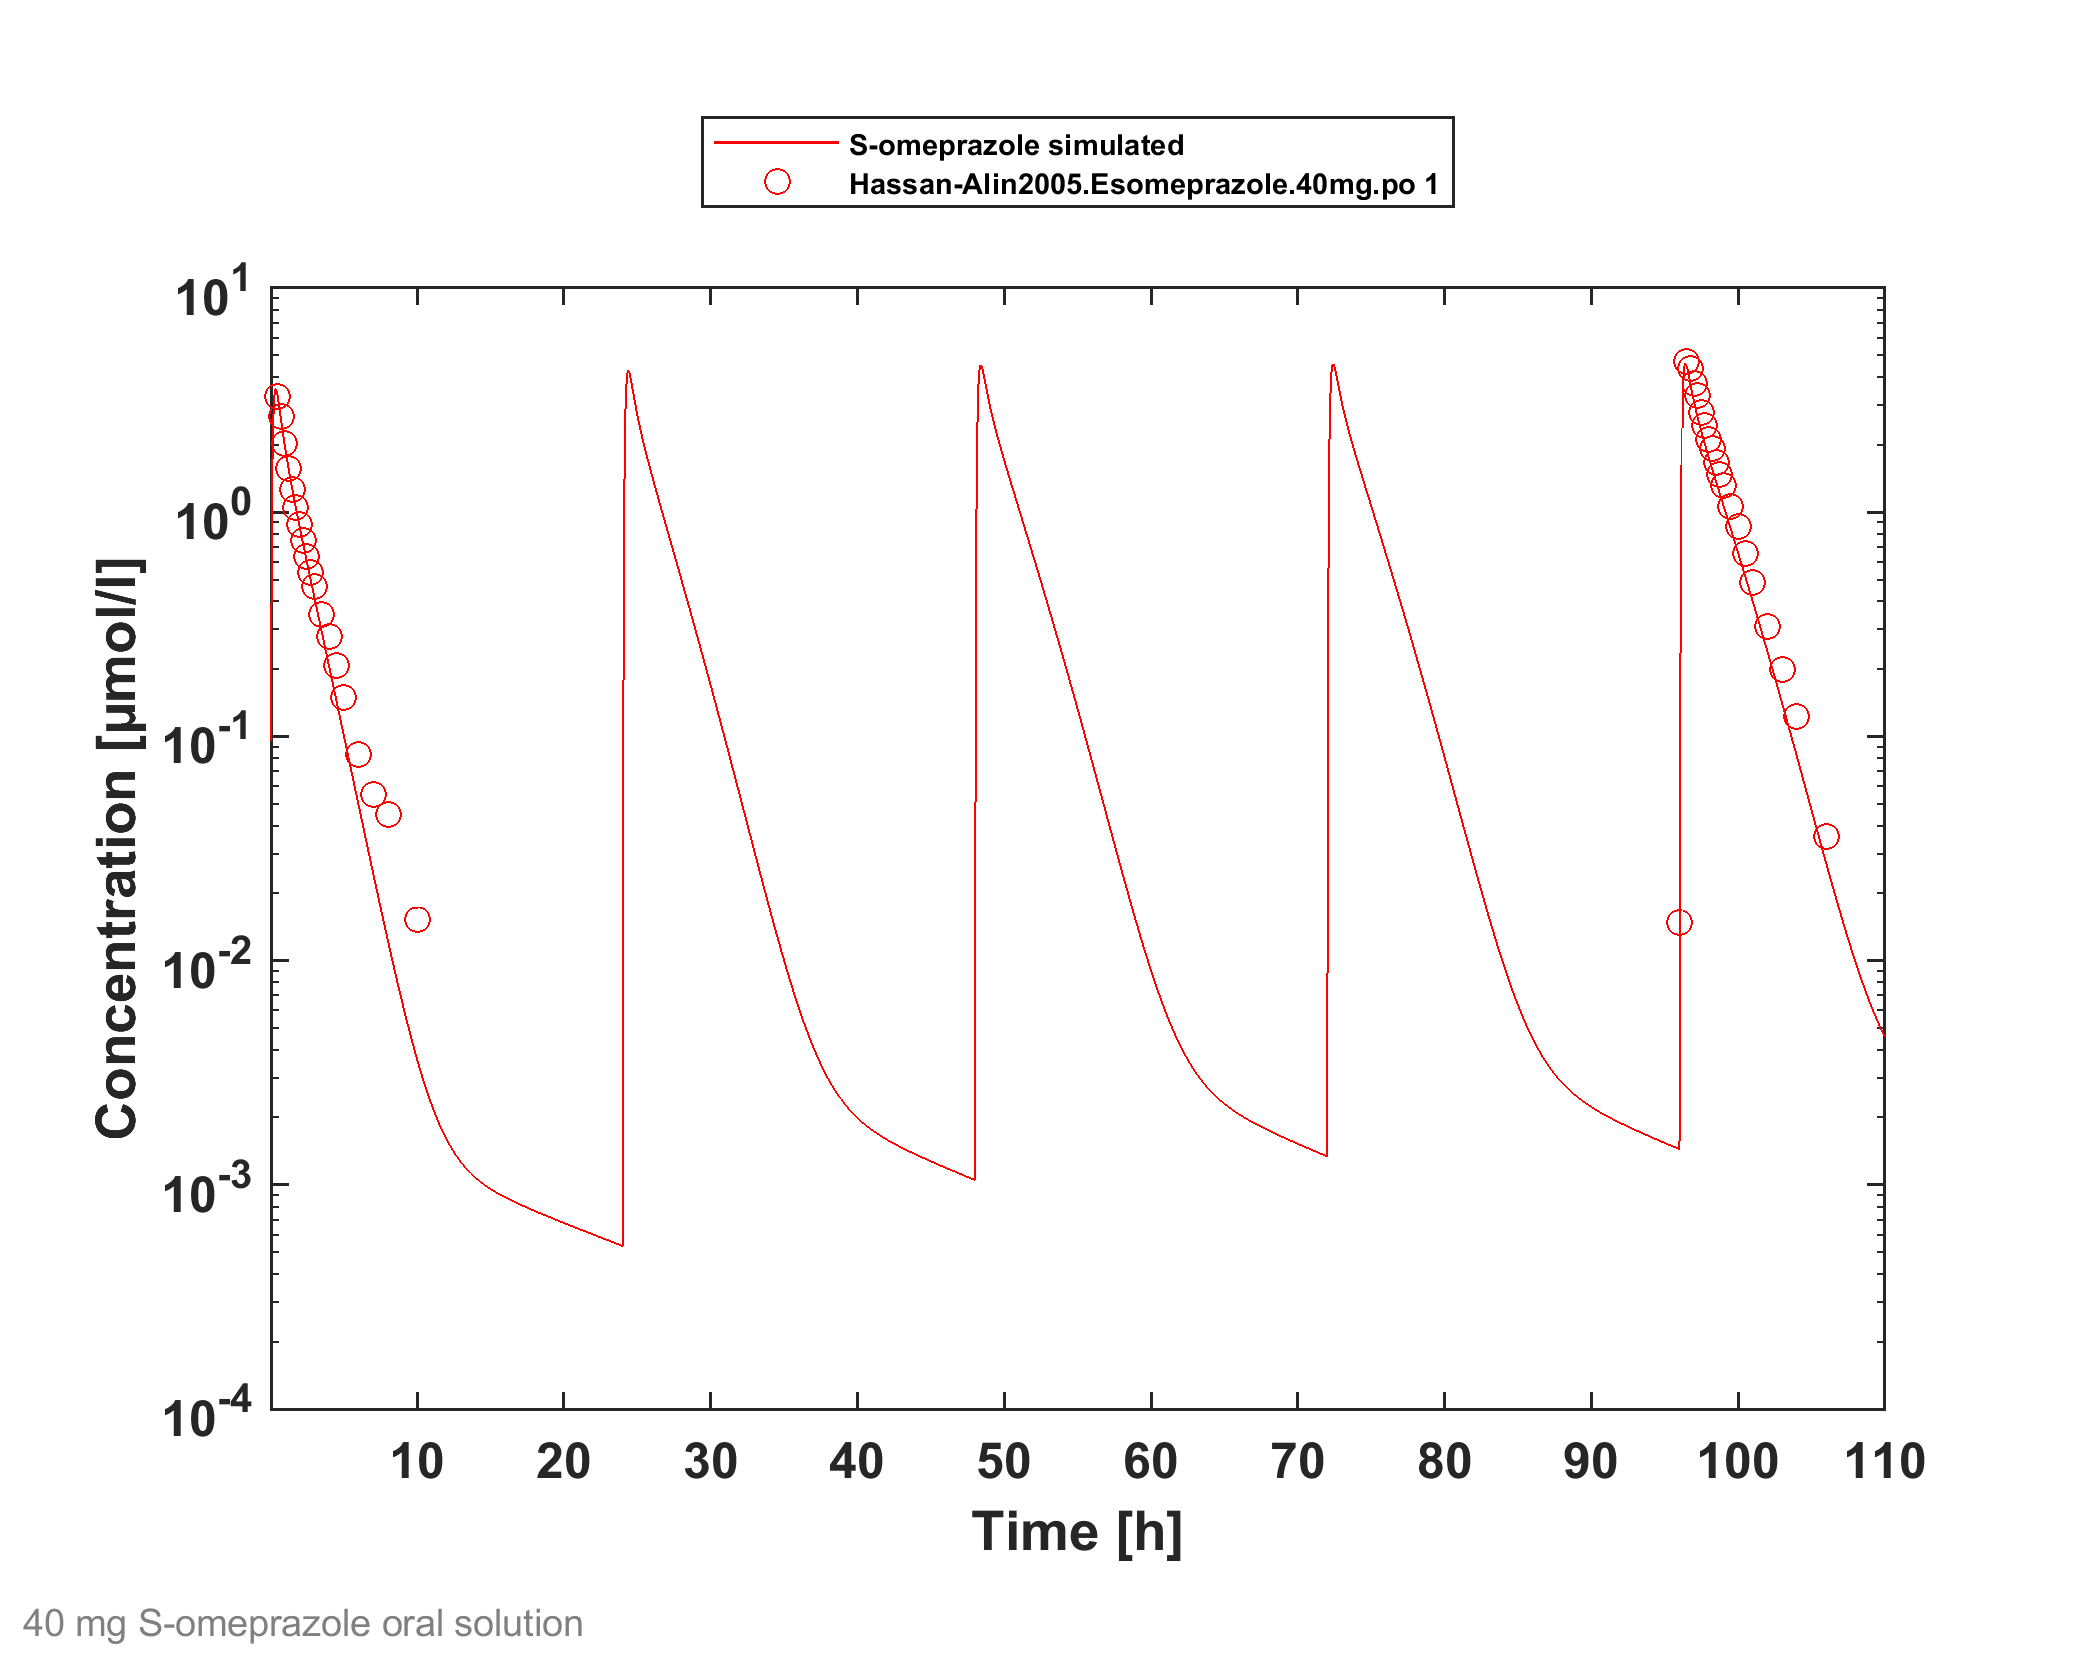 S-omeprazole simulated
Hassan-Alin2005.Esomeprazole.40mg.po 1
10^1
10^0
10^-1
10^-2
10^-3
10^-4
Concentration [µmol/l]
10 20 30 40 50 60 70 80 90 100 110
Time [h]
40 mg S-omeprazole oral solution